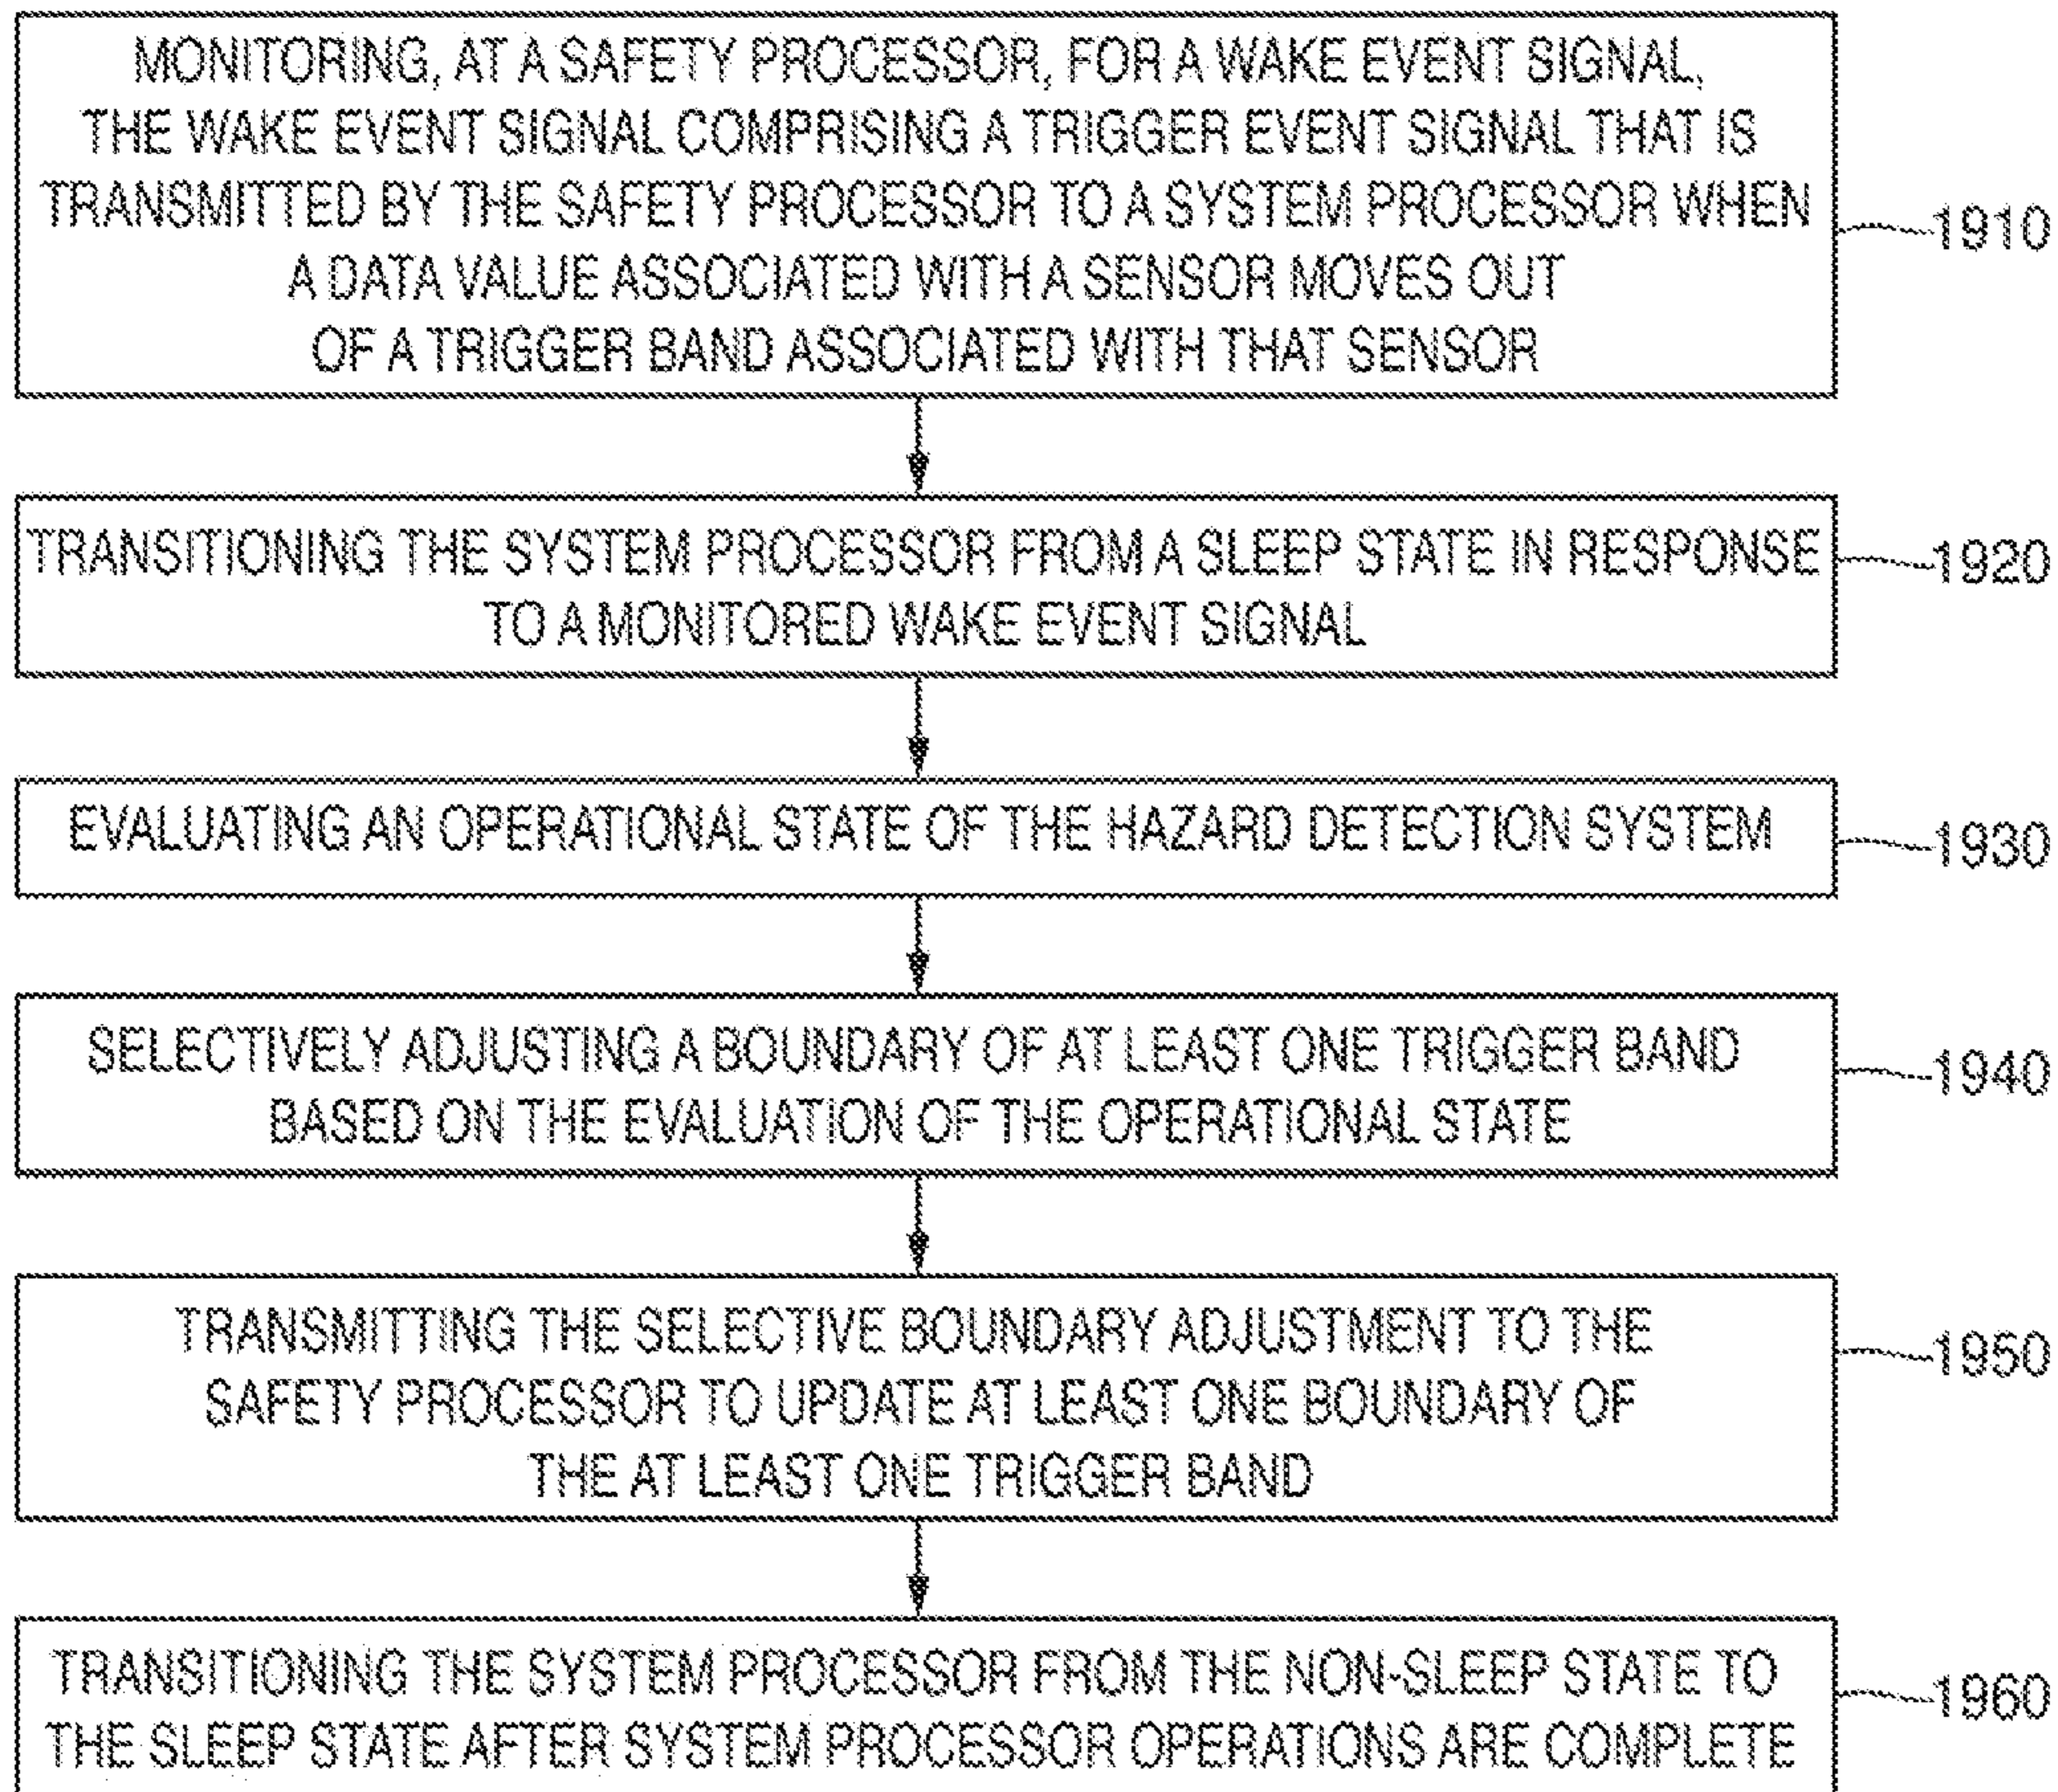 MONITORING, AT A SAFETY PROCESSOR, FOR A WAKE EVENT SIGNAL,
THE WAKE EVENT SIGNAL COMPRISING A TRIGGER EVENT SIGNAL THAT IS
TRANSMITTED BY THE SAFETY PROCESSOR TO A SYSTEM PROCESSOR WHEN
A DATA VALUE ASSOCIATED WITH A SENSOR MOVES OUT
OF A TRIGGER BAND ASSOCIATED WITH THAT SENSOR
1910
TRANSITIONING THE SYSTEM PROCESSOR FROM A SLEEP STATE IN RESPONSE
TO A MONITORED WAKE EVENT SIGNAL
1920
EVALUATING AN OPERATIONAL STATE OF THE HAZARD DETECTION SYSTEM
1930
SELECTIVELY ADJUSTING A BOUNDARY OF AT LEAST ONE TRIGGER BAND
BASED ON THE EVALUATION OF THE OPERATIONAL STATE
1940
TRANSMITTING THE SELECTIVE BOUNDARY ADJUSTMENT TO THE
SAFETY PROCESSOR TO UPDATE AT LEAST ONE BOUNDARY OF
THE AT LEAST ONE TRIGGER BAND
1950
TRANSITIONING THE SYSTEM PROCESSOR FROM THE NON-SLEEP STATE TO
THE SLEEP STATE AFTER SYSTEM PROCESSOR OPERATIONS ARE COMPLETE
1960